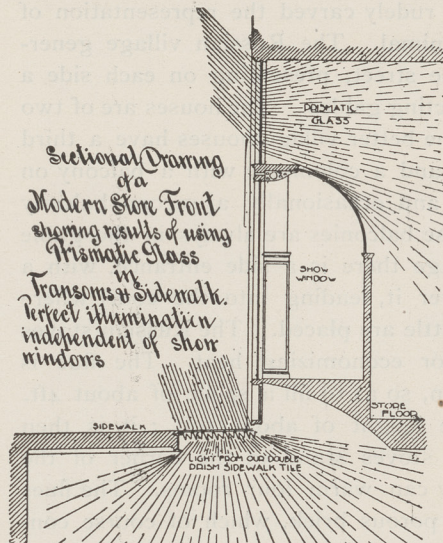 PRISMATIC
GLASS
Sectional Drawing
of a
Modern Store Front
showing results of using
Prismatic Glass
in
Transoms & Sidewalk.
Perfect illumination
independent of show
windows
SHOW
WINDOW
STORE
FLOOR
SIDEWALK
LIGHT FROM OUR DOUBLE
PRISM SIDEWALK TILE